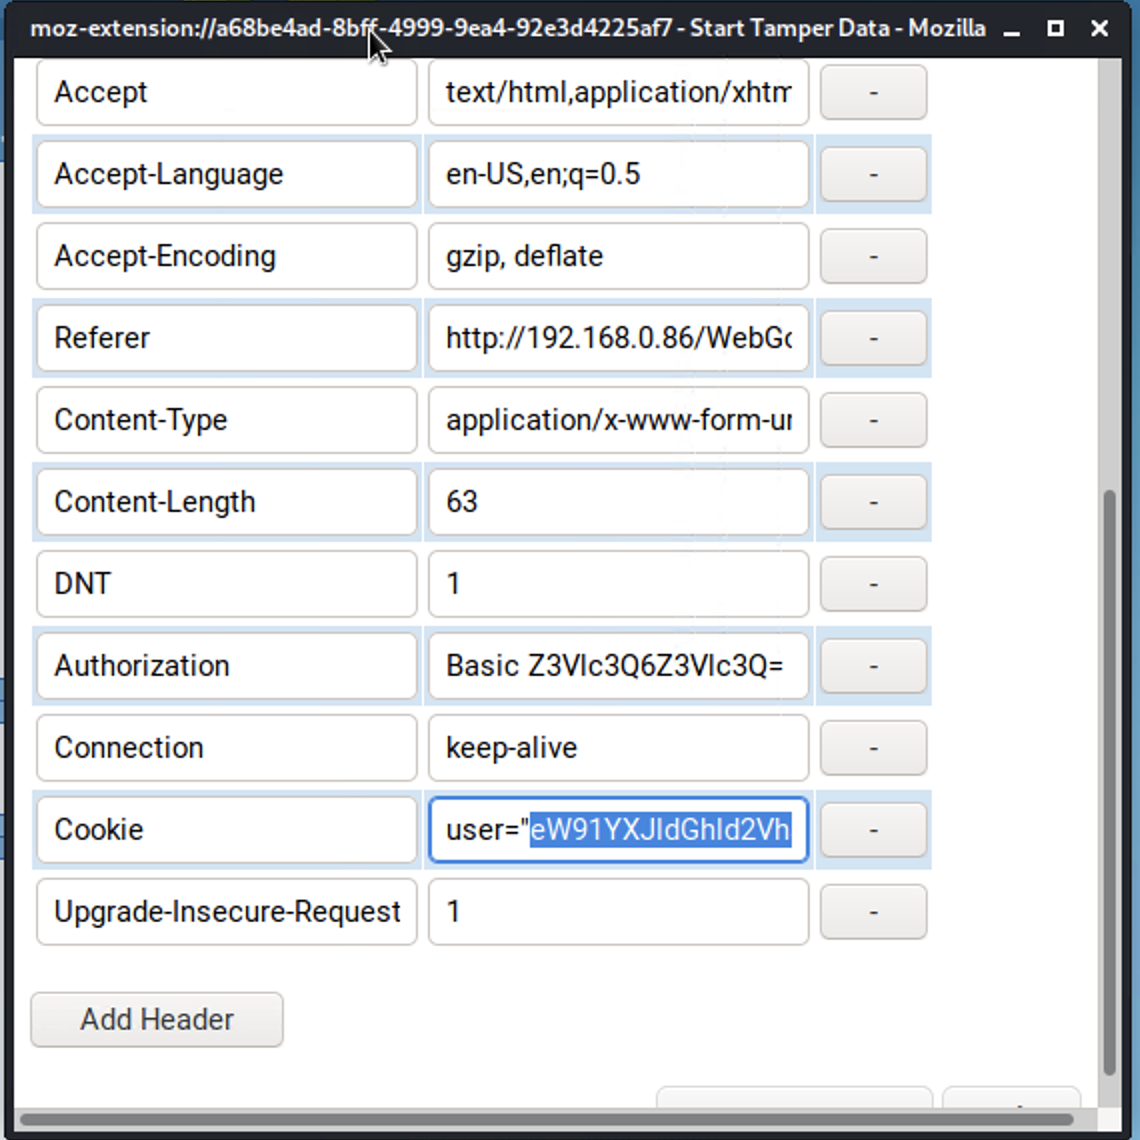 moz-extension://a68be4ad-8bff-4999-9ea4-92e3d4225af7 - Start Tamper Data - Mozilla
Accept text/html,application/xhtm -
Accept-Language en-US,en;q=0.5 -
Accept-Encoding gzip, deflate -
Referer http://192.168.0.86/WebGo -
Content-Type application/x-www-form-ur -
Content-Length 63 -
DNT 1 -
Authorization Basic Z3Vlc3Q6Z3Vlc3Q= -
Connection keep-alive -
Cookie user="eW91YXJldGhld2Vh -
Upgrade-Insecure-Request 1 -
Add Header